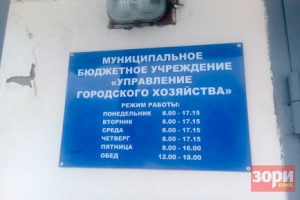 МУНИЦИПАЛЬНОЕ
БЮДЖЕТНОЕ УЧРЕЖДЕНИЕ
«УПРАВЛЕНИЕ
ГОРОДСКОГО ХОЗЯЙСТВА»
РЕЖИМ РАБОТЫ:
ПОНЕДЕЛЬНИК 8.00 - 17.15
ВТОРНИК 8.00 - 17.15
СРЕДА 8.00 - 17.15
ЧЕТВЕРГ 8.00 - 17.15
ПЯТНИЦА 8.00 - 16.00
ОБЕД 12.00 - 13.00
ЗОРИ
плюс